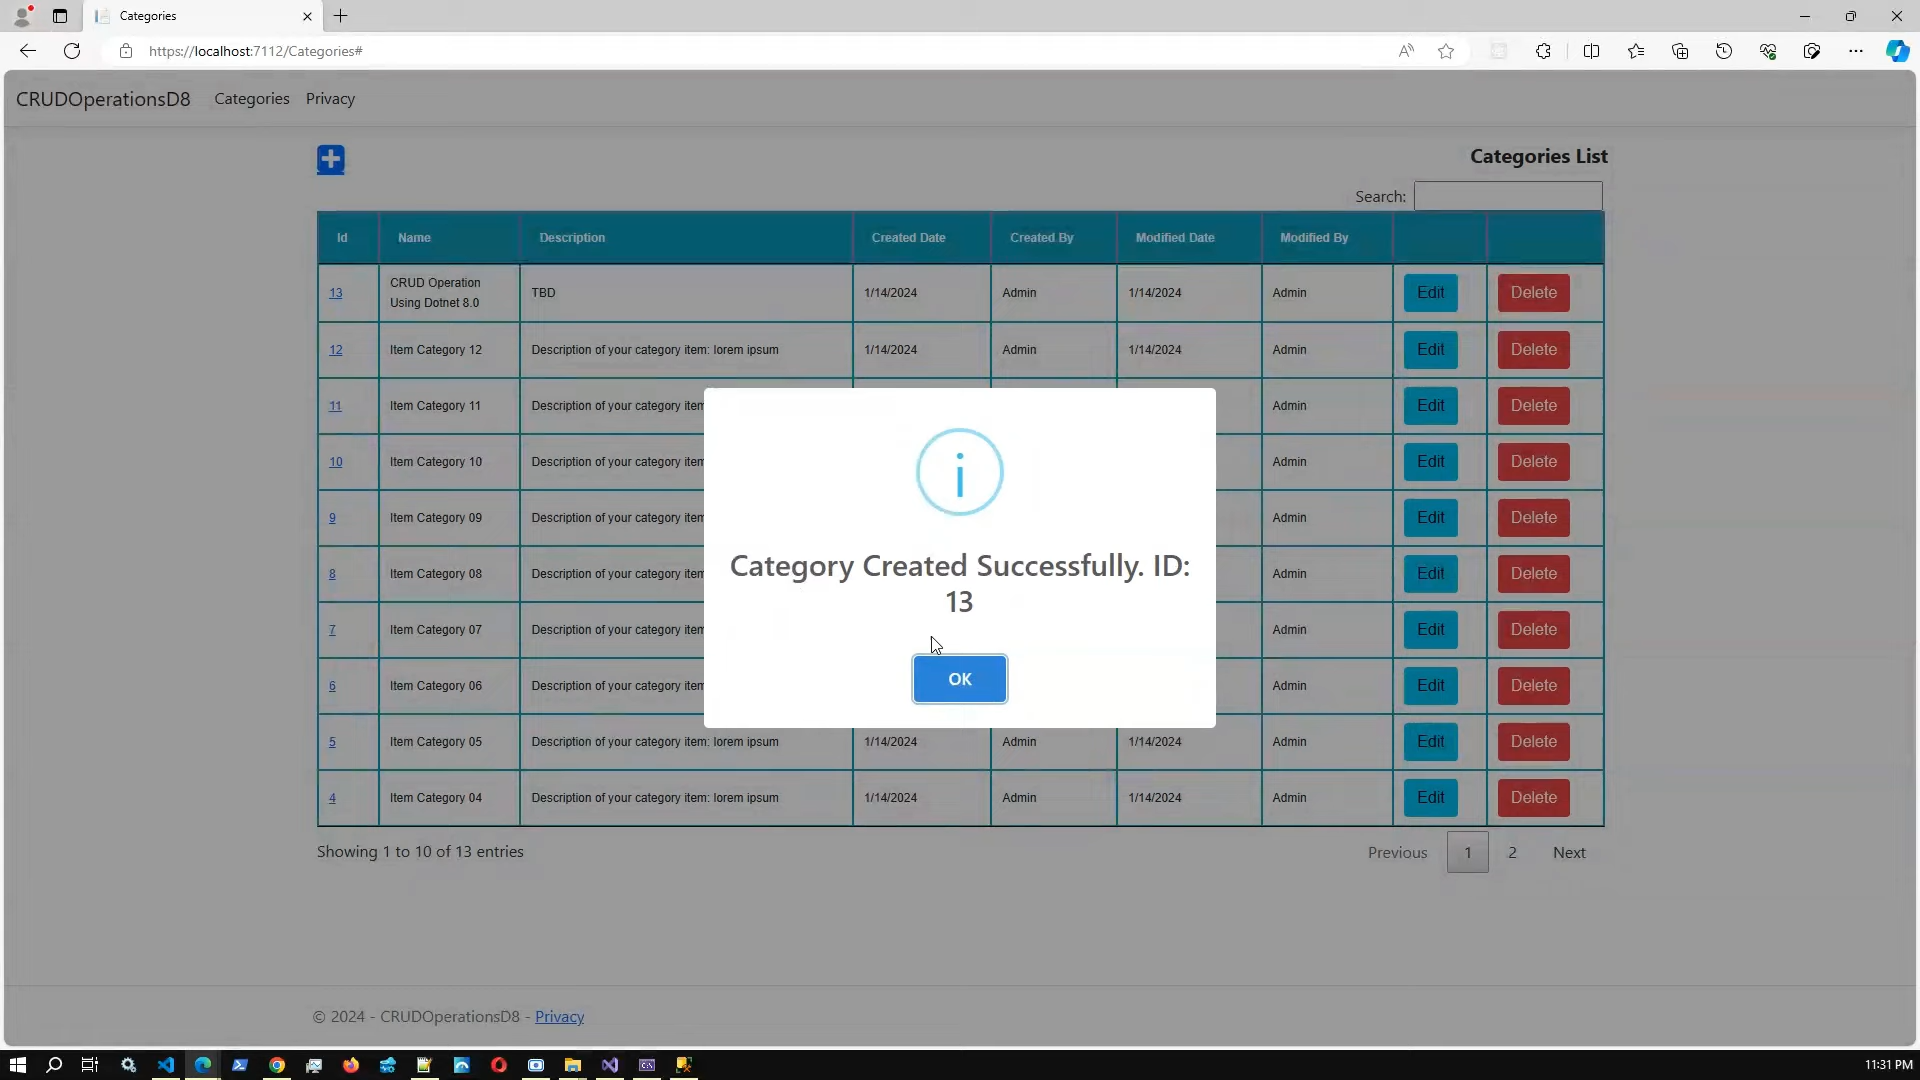 Categories
https://localhost:7112/Categories#
CRUDOperationsD8 Categories Privacy
Categories List
Search:
Id Name Description Created Date Created By Modified Date Modified By
13 CRUD Operation Using Dotnet 8.0 TBD 1/14/2024 Admin 1/14/2024 Admin Edit Delete
12 Item Category 12 Description of your category item: lorem ipsum 1/14/2024 Admin 1/14/2024 Admin Edit Delete
11 Item Category 11 Description of your category item Admin Edit Delete
10 Item Category 10 Description of your category item Admin Edit Delete
9 Item Category 09 Description of your category item Admin Edit Delete
8 Item Category 08 Description of your category item Admin Edit Delete
7 Item Category 07 Description of your category item Admin Edit Delete
6 Item Category 06 Description of your category item Admin Edit Delete
5 Item Category 05 Description of your category item: lorem ipsum 1/14/2024 Admin 1/14/2024 Admin Edit Delete
4 Item Category 04 Description of your category item: lorem ipsum 1/14/2024 Admin 1/14/2024 Admin Edit Delete
Category Created Successfully. ID:
13
OK
Showing 1 to 10 of 13 entries Previous 1 2 Next
© 2024 - CRUDOperationsD8 - Privacy
11:31 PM